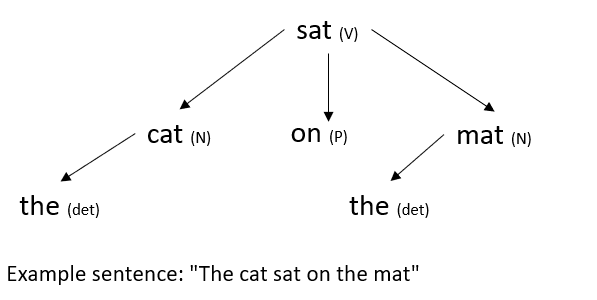 sat (V)
cat (N) on (P) mat (N)
the (det) the (det)
Example sentence: "The cat sat on the mat"